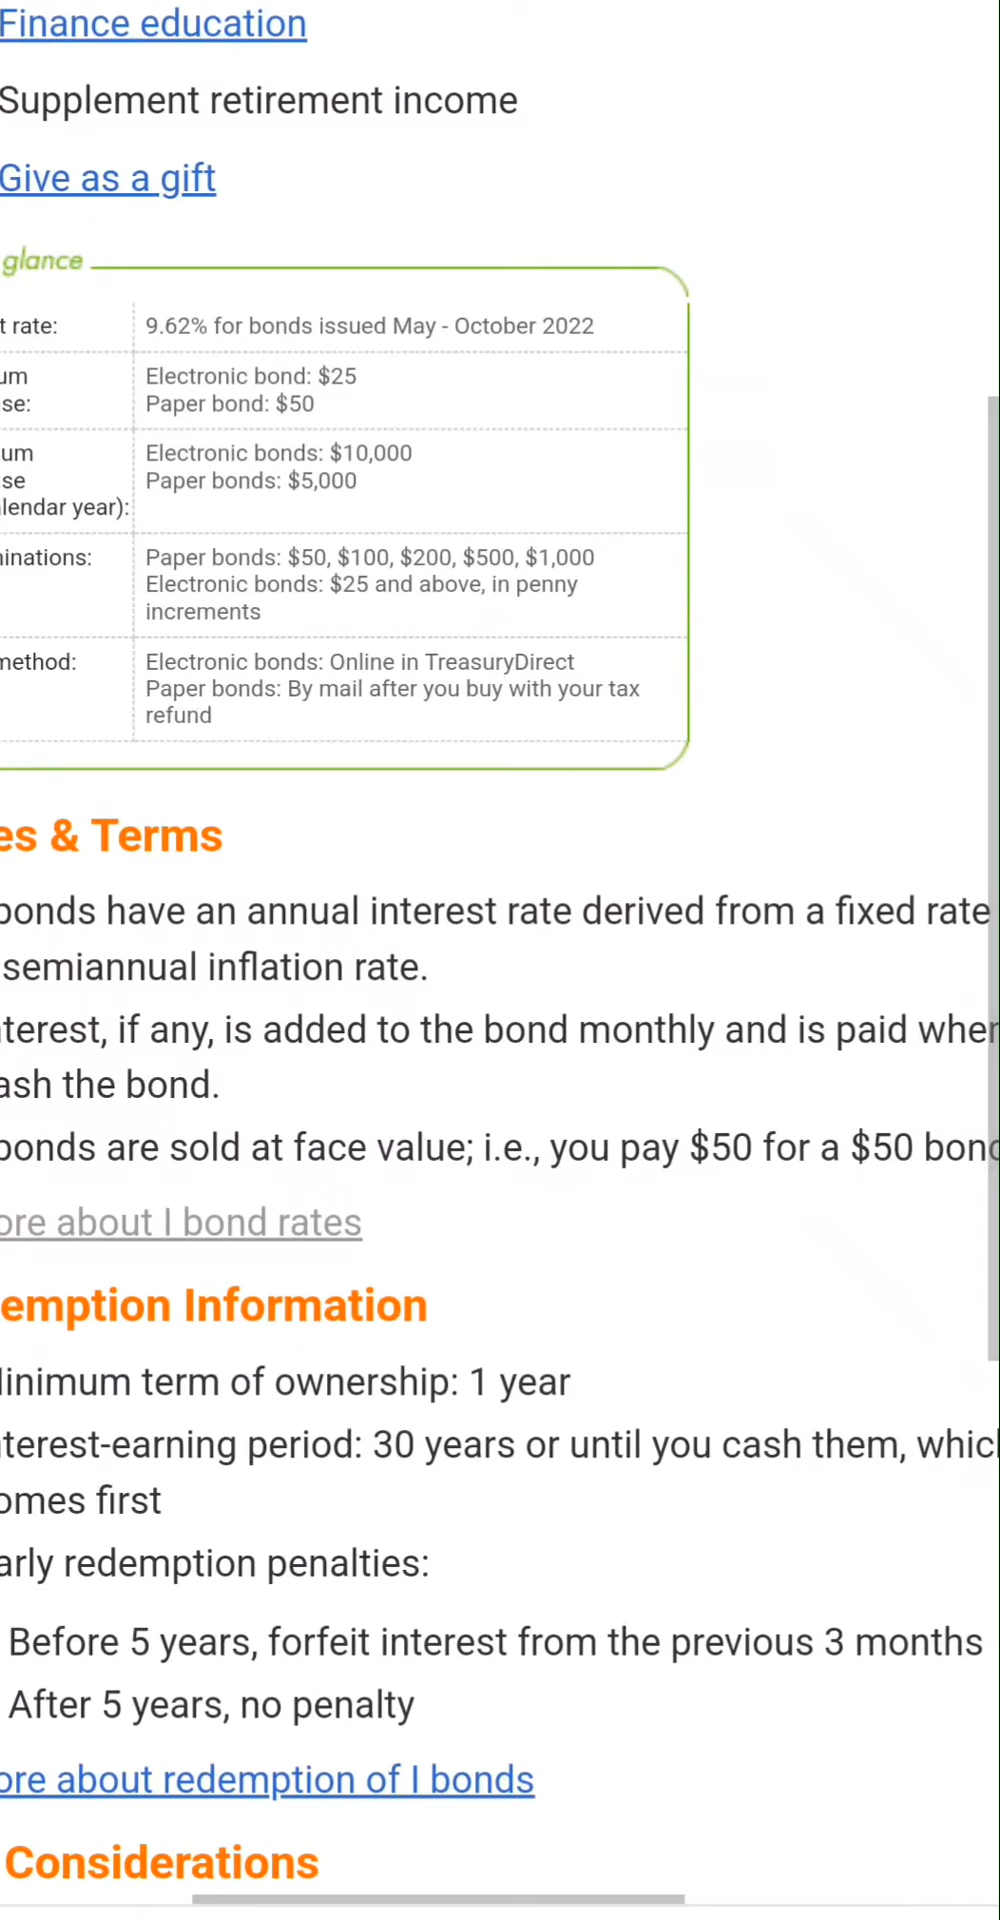 Finance education
Supplement retirement income
Give as a gift
glance
t rate: 9.62% for bonds issued May - October 2022
um Electronic bond: $25
se: Paper bond: $50
um Electronic bonds: $10,000
se Paper bonds: $5,000
lendar year):
inations: Paper bonds: $50, $100, $200, $500, $1,000
Electronic bonds: $25 and above, in penny
increments
method: Electronic bonds: Online in TreasuryDirect
Paper bonds: By mail after you buy with your tax
refund
es & Terms
bonds have an annual interest rate derived from a fixed rate
semiannual inflation rate.
terest, if any, is added to the bond monthly and is paid when
ash the bond.
bonds are sold at face value; i.e., you pay $50 for a $50 bond
ore about I bond rates
emption Information
inimum term of ownership: 1 year
terest-earning period: 30 years or until you cash them, which
omes first
arly redemption penalties:
Before 5 years, forfeit interest from the previous 3 months
After 5 years, no penalty
ore about redemption of I bonds
Considerations